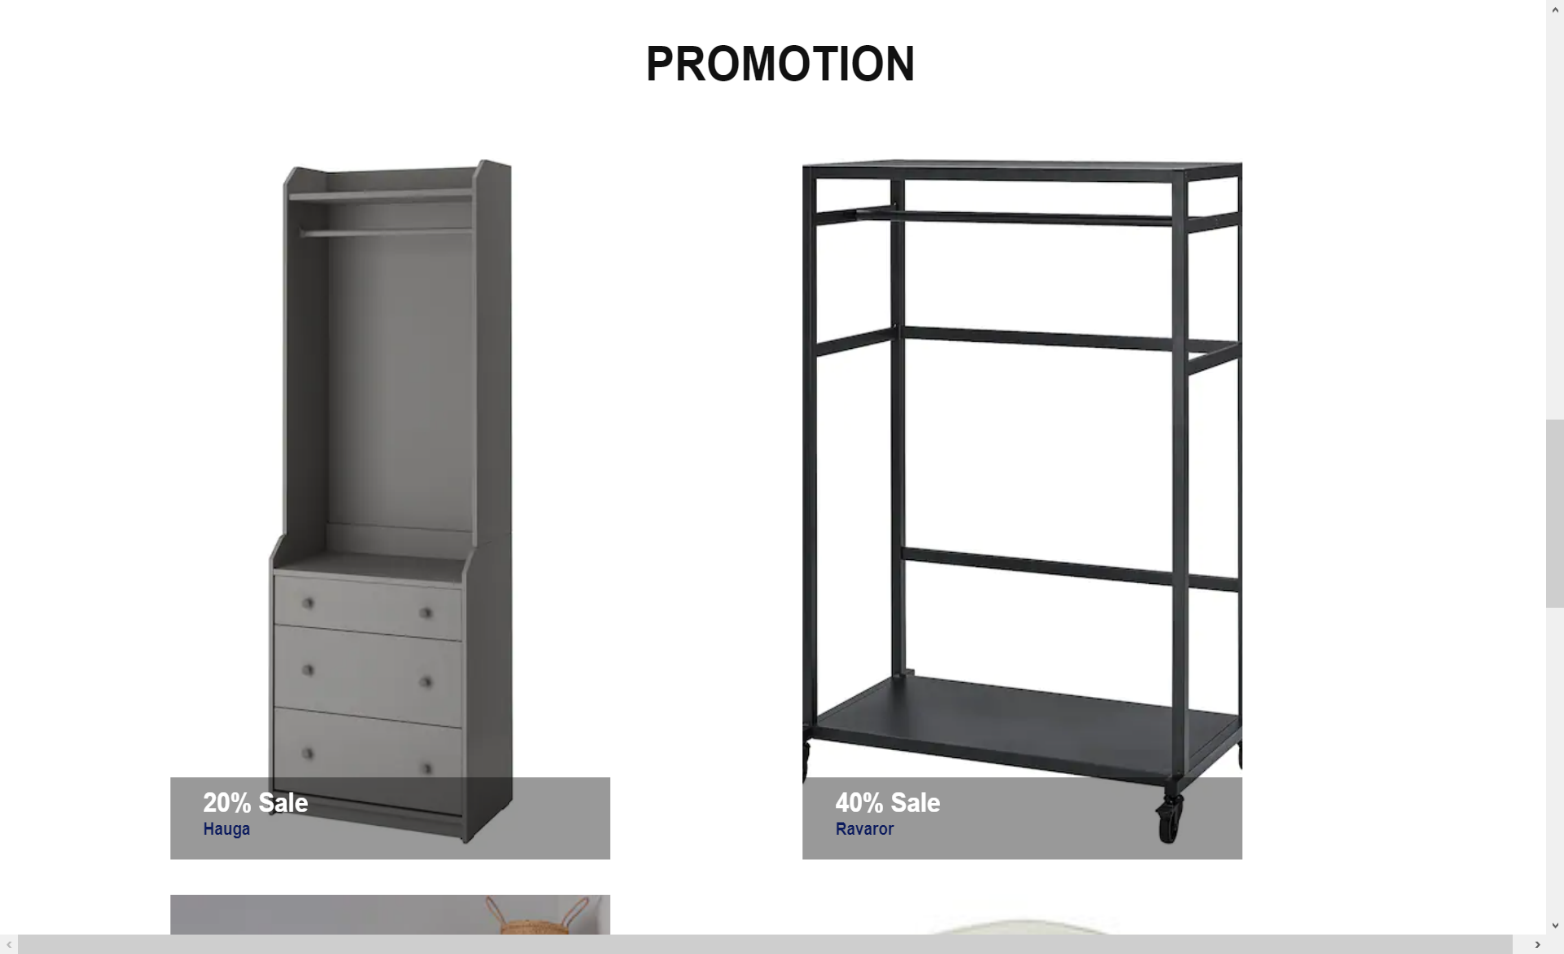 PROMOTION
20% Sale
Hauga
40% Sale
Ravaror